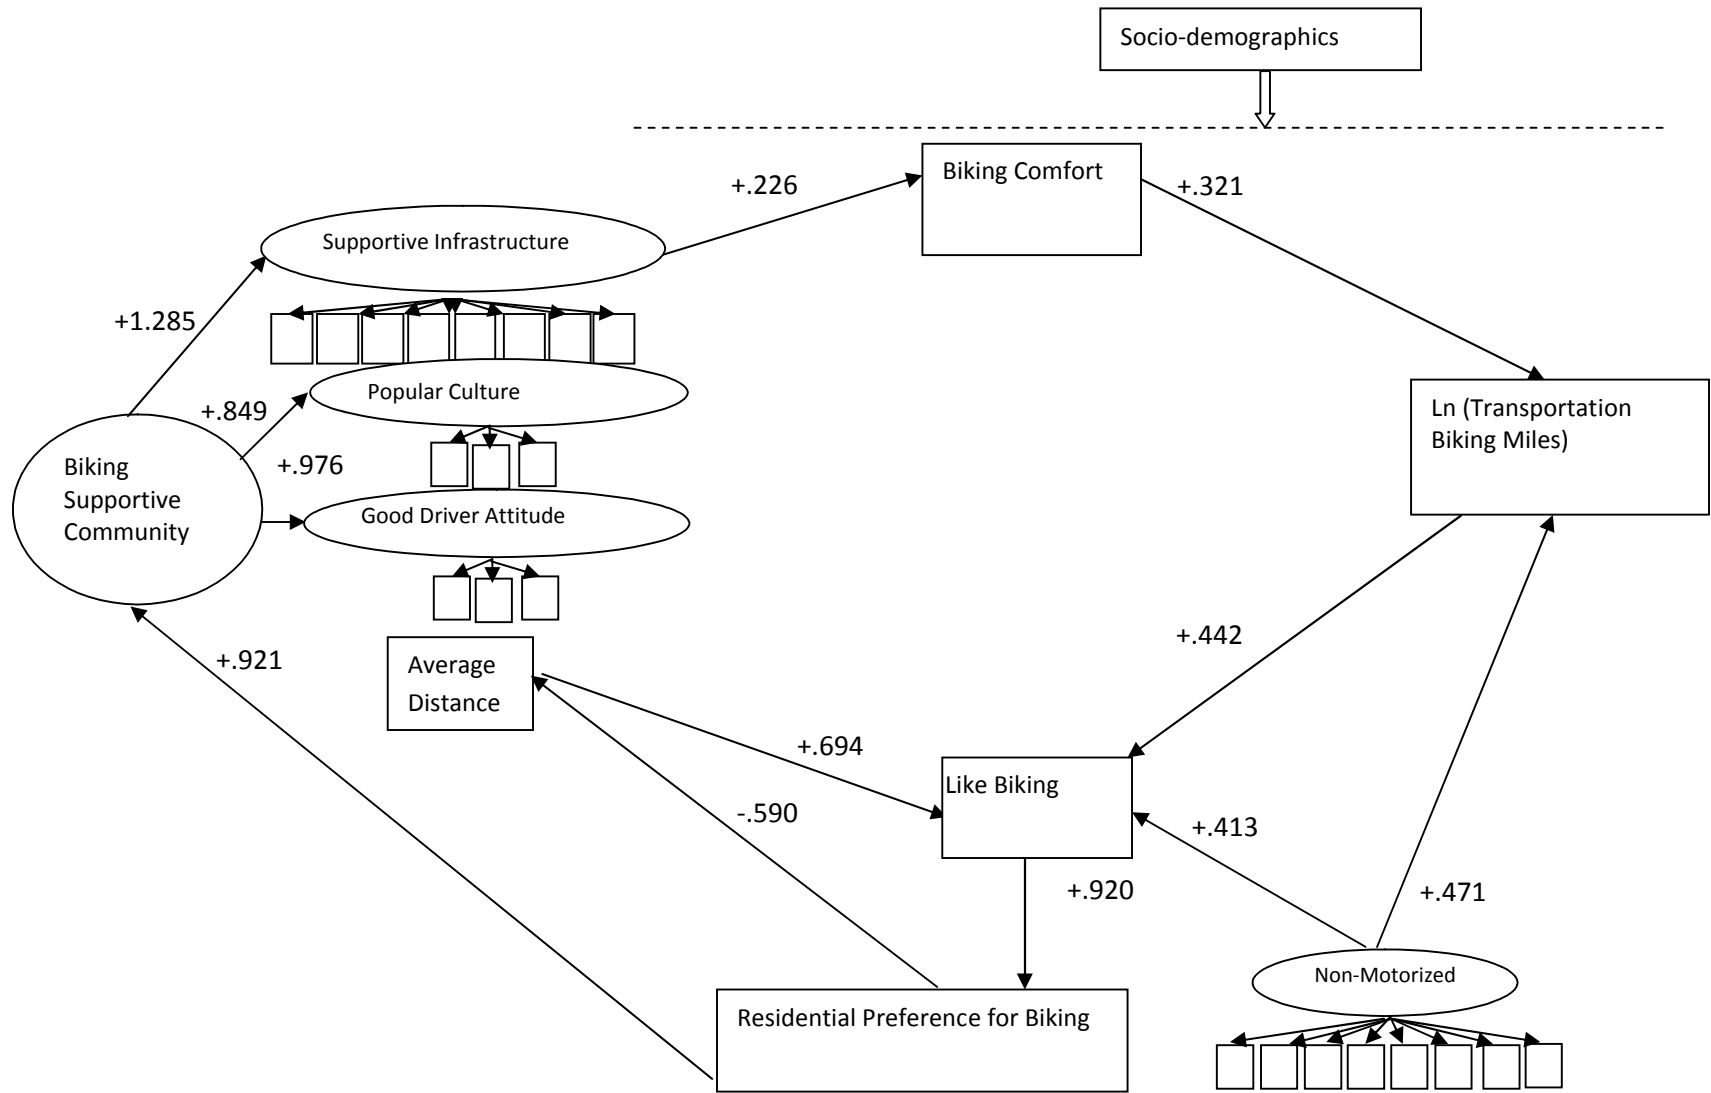 Socio-demographics
Biking Comfort
+.226
+.321
Supportive Infrastructure
+1.285
Popular Culture
+.849
Ln (Transportation
Biking Miles)
+.976
Biking
Supportive
Community
Good Driver Attitude
+.442
+.921
Average
Distance
+.694
Like Biking
-.590
+.413
+.920
+.471
Non-Motorized
Residential Preference for Biking